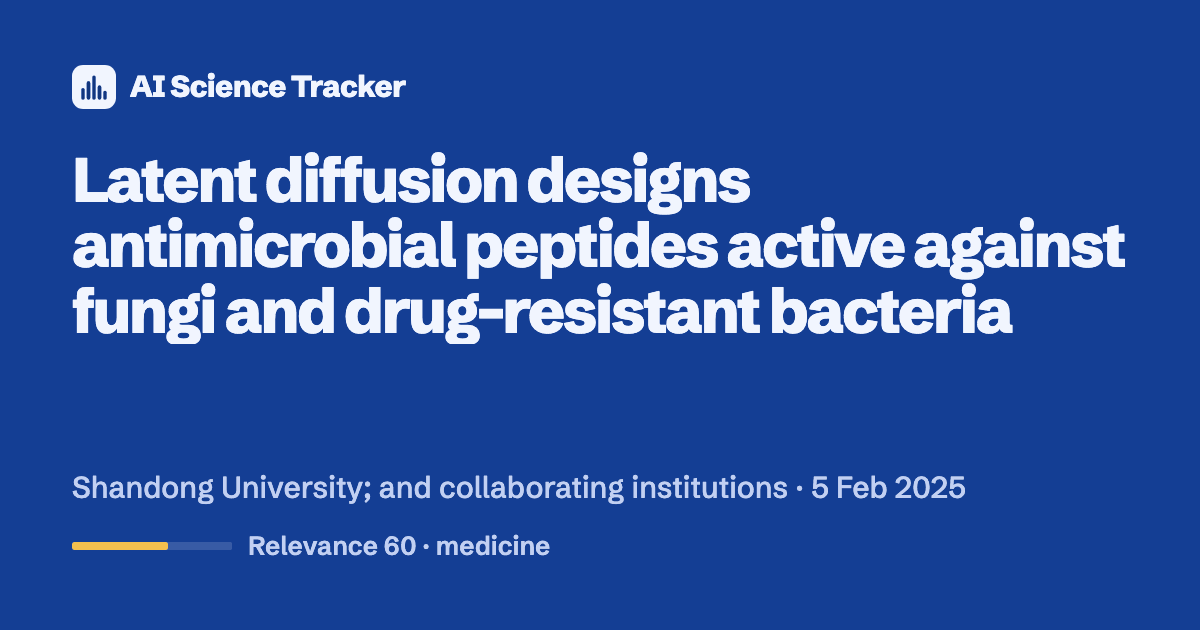 AI Science Tracker
Latent diffusion designs
antimicrobial peptides active against
fungi and drug-resistant bacteria
Shandong University; and collaborating institutions · 5 Feb 2025
Relevance 60 · medicine